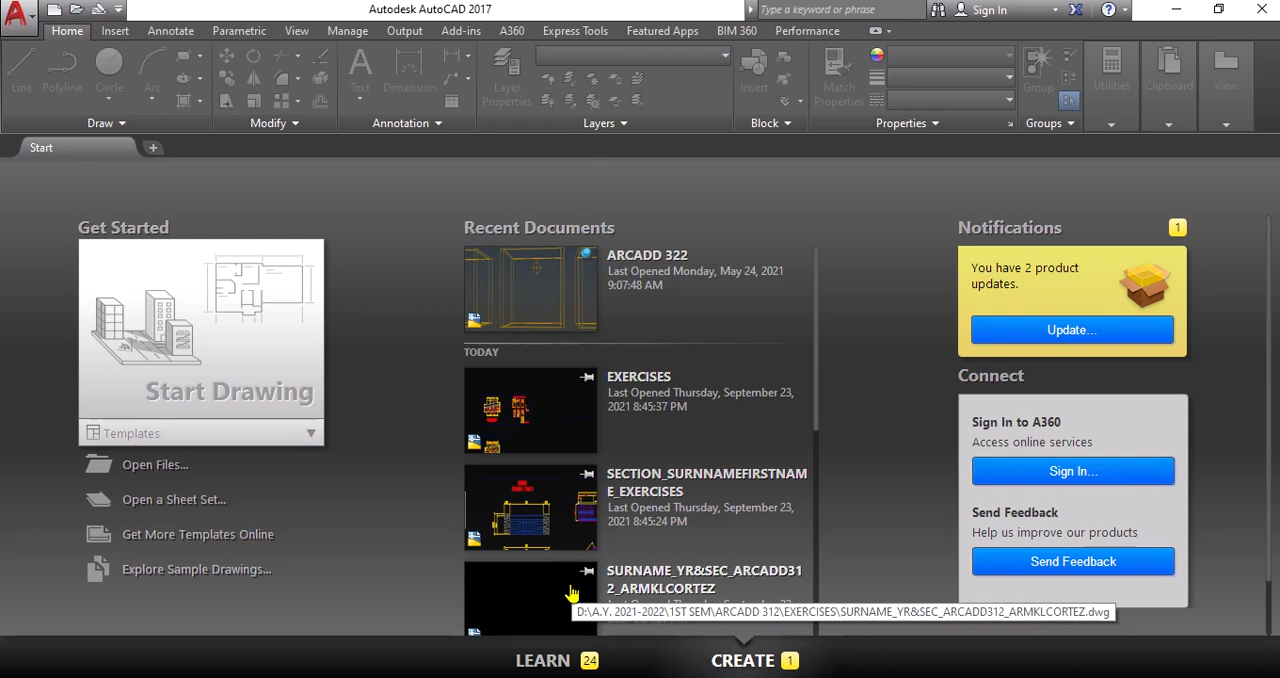 Autodesk AutoCAD 2017
Type a keyword or phrase
Sign In
Home
Insert
Annotate
Parametric
View
Manage
Output
Add-ins
A360
Express Tools
Featured Apps
BIM 360
Performance
Line
Polyline
Circle
Arc
Text
Dimension
Layer
Properties
Insert
Match
Properties
Group
Utilities
Clipboard
View
Draw
Modify
Annotation
Layers
Block
Properties
Groups
Start
Get Started
Start Drawing
Templates
Open Files...
Open a Sheet Set...
Get More Templates Online
Explore Sample Drawings...
Recent Documents
ARCADD 322
Last Opened Monday, May 24, 2021
9:07:48 AM
TODAY
EXERCISES
Last Opened Thursday, September 23,
2021 8:45:37 PM
SECTION_SURNNAMEFIRSTNAM
E_EXERCISES
Last Opened Thursday, September 23,
2021 8:45:24 PM
SURNAME_YR&SEC_ARCADD31
2_ARMKLCORTEZ
D:\A.Y. 2021-2022\1ST SEM\ARCADD 312\EXERCISES\SURNAME_YR&SEC_ARCADD312_ARMKLCORTEZ.dwg
Notifications
1
You have 2 product
updates.
Update...
Connect
Sign In to A360
Access online services
Sign In...
Send Feedback
Help us improve our products
Send Feedback
LEARN 24
CREATE 1